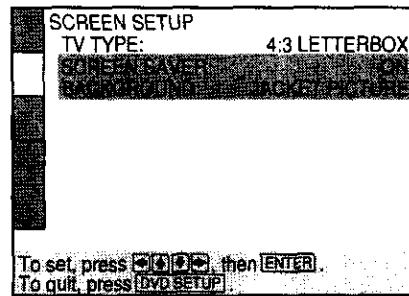 SCREEN SETUP
TV TYPE: 4:3 LETTERBOX
SCREEN SAVER: ON
BACKGROUND: JACKET PICTURE
To set, press ←↑↓→, then ENTER.
To quit, press DVD SETUP.